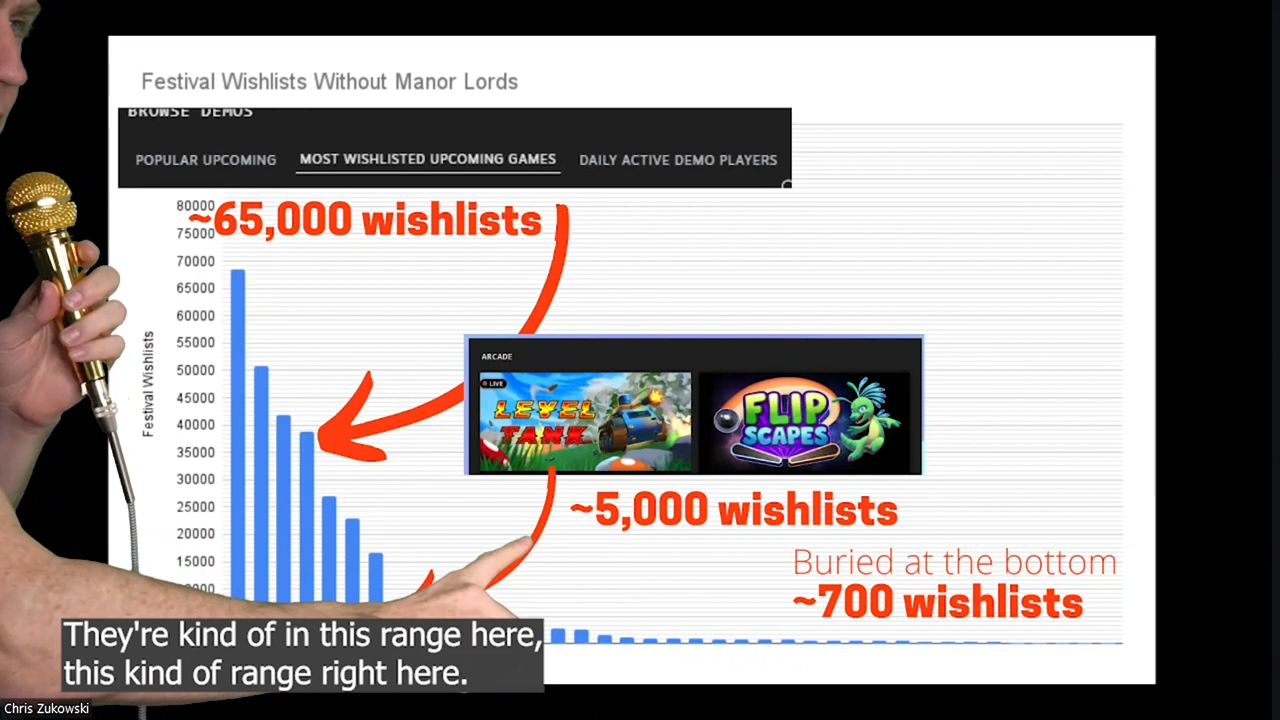 Festival Wishlists Without Manor Lords
BROWSE DEMOS
POPULAR UPCOMING
MOST WISHLISTED UPCOMING GAMES
DAILY ACTIVE DEMO PLAYERS
~65,000 wishlists
80000
75000
70000
65000
60000
55000
50000
45000
40000
35000
30000
25000
20000
15000
Festival Wishlists
ARCADE
LIVE
LEVEL
TANK
FLIP
SCAPES
~5,000 wishlists
Buried at the bottom
~700 wishlists
They're kind of in this range here,
this kind of range right here.
Chris Zukowski